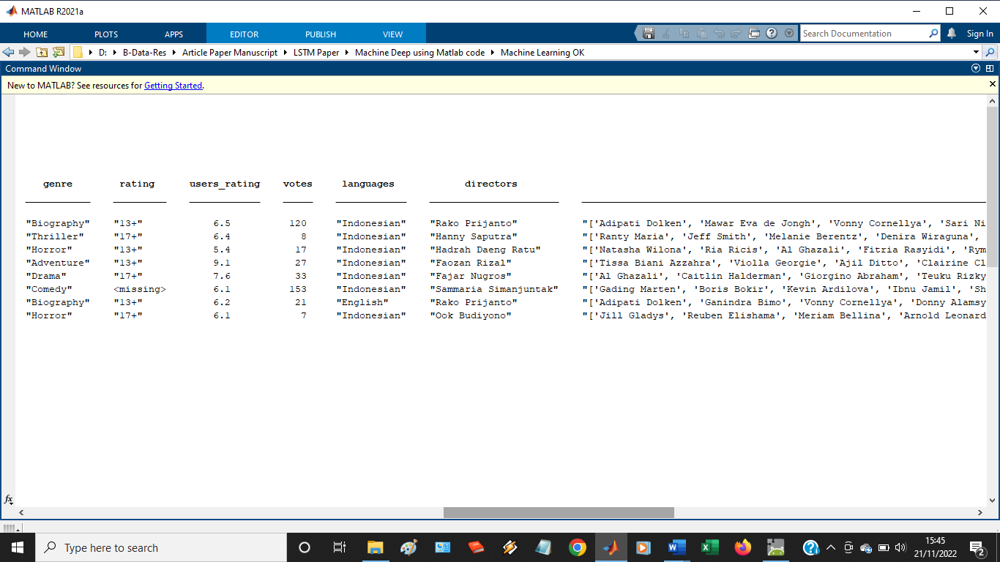 MATLAB R2021a
HOME PLOTS APPS EDITOR PUBLISH VIEW Search Documentation Sign In
D: B-Data-Res Article Paper Manuscript LSTM Paper Machine Deep using Matlab code Machine Learning OK
Command Window
New to MATLAB? See resources for Getting Started.
genre rating users_rating votes languages directors
"Biography" "13+" 6.5 120 "Indonesian" "Rako Prijanto" "['Adipati Dolken', 'Mawar Eva de Jongh', 'Vonny Cornellya', 'Sari Ni
"Thriller" "17+" 6.4 8 "Indonesian" "Hanny Saputra" "['Ranty Maria', 'Jeff Smith', 'Melanie Berentz', 'Denira Wiraguna',
"Horror" "13+" 5.4 17 "Indonesian" "Hadrah Daeng Ratu" "['Natasha Wilona', 'Ria Ricis', 'Al Ghazali', 'Fitria Rasyidi', 'Rym
"Adventure" "13+" 9.1 27 "Indonesian" "Faozan Rizal" "['Tissa Biani Azzahra', 'Violla Georgie', 'Ajil Ditto', 'Clairine Cl
"Drama" "17+" 7.6 33 "Indonesian" "Fajar Nugros" "['Al Ghazali', 'Caitlin Halderman', 'Giorgino Abraham', 'Teuku Rizky
"Comedy" <missing> 6.1 153 "Indonesian" "Sammaria Simanjuntak" "['Gading Marten', 'Boris Bokir', 'Kevin Ardilova', 'Ibnu Jamil', 'Sh
"Biography" "13+" 6.2 21 "English" "Rako Prijanto" "['Adipati Dolken', 'Ganindra Bimo', 'Vonny Cornellya', 'Donny Alamsy
"Horror" "17+" 6.1 7 "Indonesian" "Ook Budiyono" "['Jill Gladys', 'Reuben Elishama', 'Meriam Bellina', 'Arnold Leonard
fx
Type here to search
15:45
21/11/2022
2